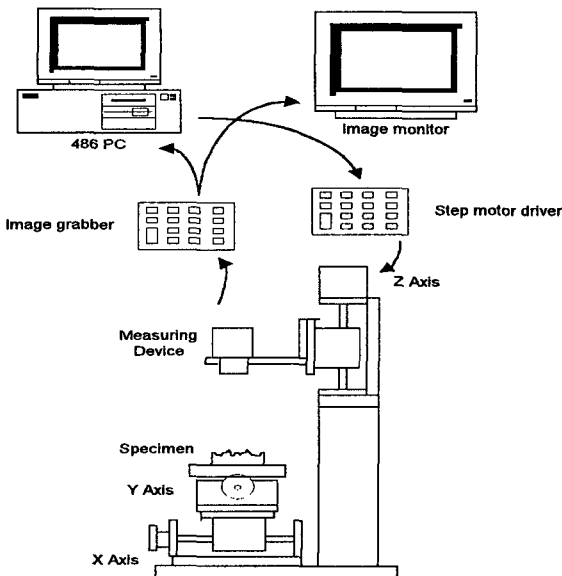 486 PC
Image monitor
Image grabber
Step motor driver
Z Axis
Measuring
Device
Specimen
Y Axis
X Axis